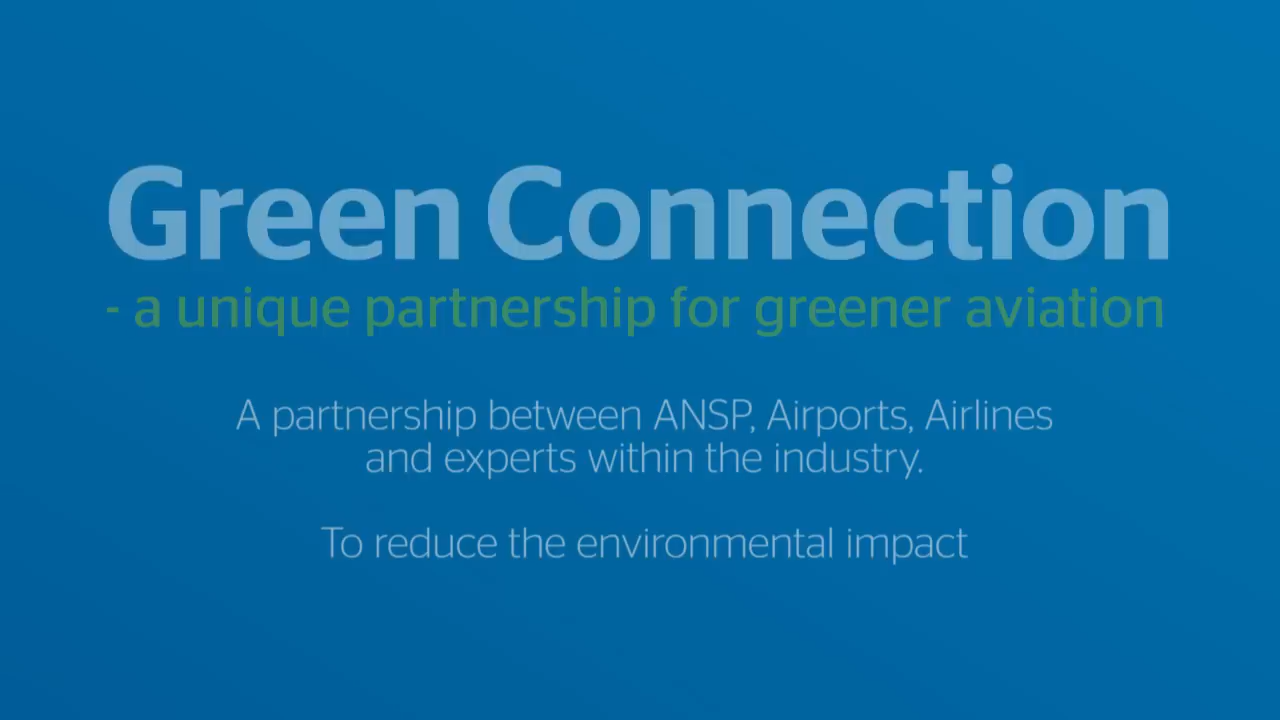 Green Connection
- a unique partnership for greener aviation
A partnership between ANSP, Airports, Airlines
and experts within the industry.
To reduce the environmental impact